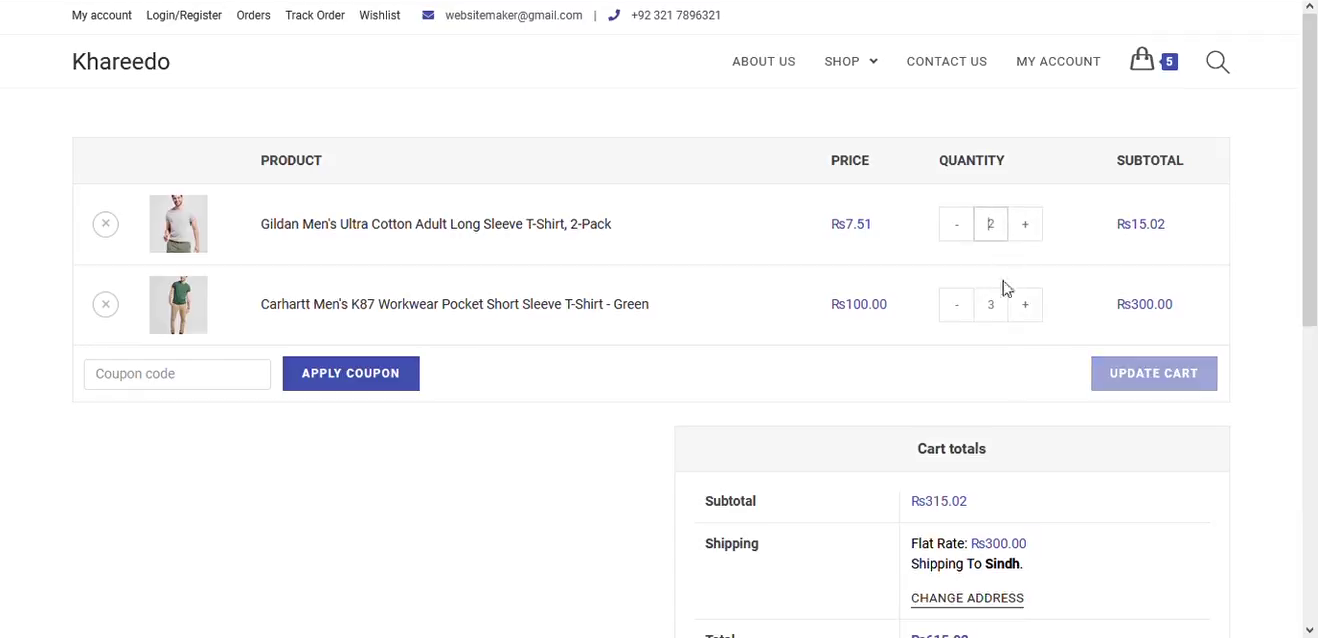 My account Login/Register Orders Track Order Wishlist websitemaker@gmail.com | +92 321 7896321
Khareedo ABOUT US SHOP CONTACT US MY ACCOUNT 5
PRODUCT PRICE QUANTITY SUBTOTAL
× Gildan Men's Ultra Cotton Adult Long Sleeve T-Shirt, 2-Pack ₨7.51 - 2 + ₨15.02
× Carhartt Men's K87 Workwear Pocket Short Sleeve T-Shirt - Green ₨100.00 - 3 + ₨300.00
Coupon code APPLY COUPON UPDATE CART
Cart totals
Subtotal ₨315.02
Shipping Flat Rate: ₨300.00
Shipping To Sindh.
CHANGE ADDRESS
Total ₨615.02